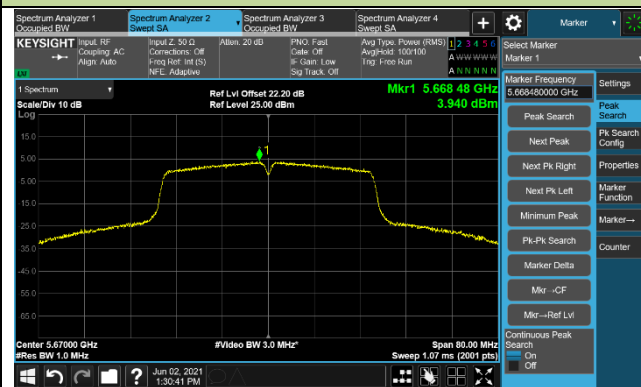 Spectrum Analyzer 1
Occupied BW
Spectrum Analyzer 2
Swept SA
Spectrum Analyzer 3
Occupied BW
Spectrum Analyzer 4
Swept SA
Marker
KEYSIGHT
Input: RF
Coupling: AC
Align: Auto
Input Z: 50 Ω
Corrections: Off
Freq Ref: Int (S)
NFE: Adaptive
Atten: 20 dB
PNO: Fast
Gate: Off
IF Gain: Low
Sig Track: Off
Avg Type: Power (RMS)
Avg|Hold: 100/100
Trig: Free Run
1 2 3 4 5 6
A W W W W W
A N N N N N
LXI
Select Marker
Marker 1
1 Spectrum
Scale/Div 10 dB
Log
Ref Lvl Offset 22.20 dB
Ref Level 25.00 dBm
Mkr1 5.668 48 GHz
3.940 dBm
15.0
5.00
-5.00
-15.0
-25.0
-35.0
-45.0
-55.0
-65.0
1
Center 5.67000 GHz
#Res BW 1.0 MHz
#Video BW 3.0 MHz*
Span 80.00 MHz
Sweep 1.07 ms (2001 pts)
Marker Frequency
5.668480000 GHz
Peak Search
Next Peak
Next Pk Right
Next Pk Left
Minimum Peak
Pk-Pk Search
Marker Delta
Mkr→CF
Mkr→Ref Lvl
Continuous Peak
Search
On
Off
Settings
Peak
Search
Pk Search
Config
Properties
Marker
Function
Marker→
Counter
?
Jun 02, 2021
1:30:41 PM